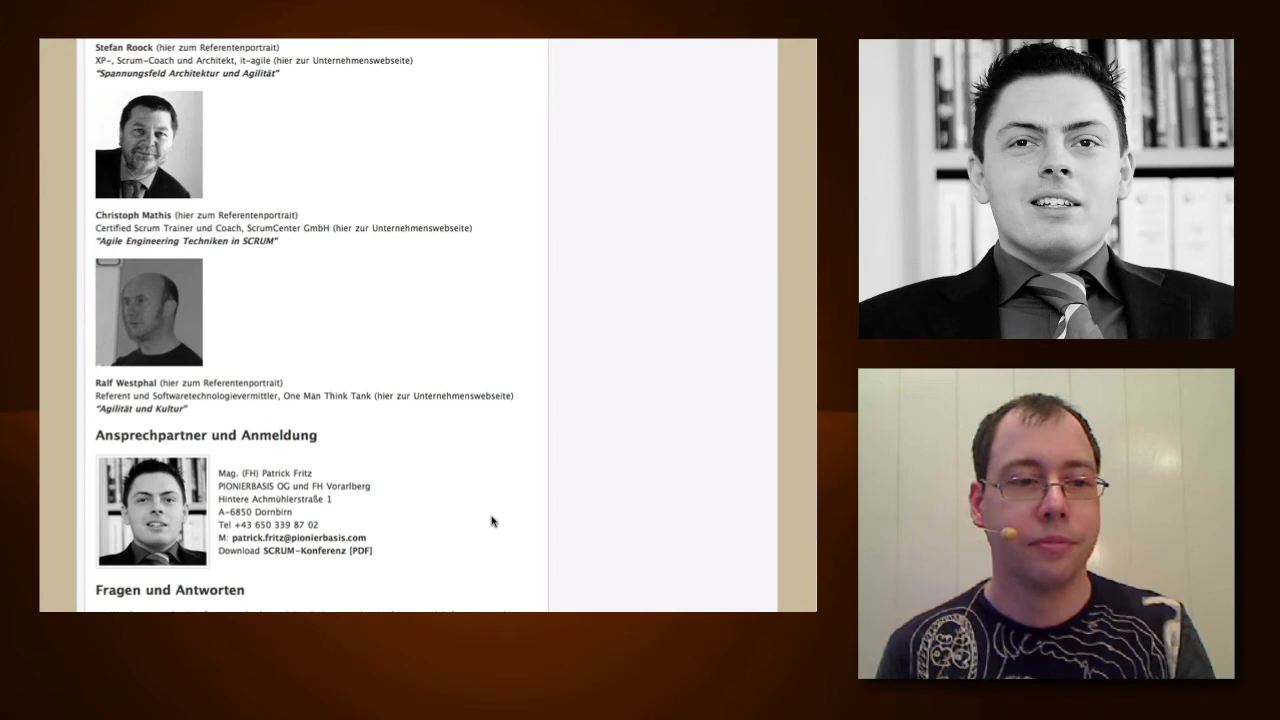 Stefan Roock (hier zum Referentenportrait)
XP-, Scrum-Coach und Architekt, it-agile (hier zur Unternehmenswebseite)
"Spannungsfeld Architektur und Agilität"
Christoph Mathis (hier zum Referentenportrait)
Certified Scrum Trainer und Coach, ScrumCenter GmbH (hier zur Unternehmenswebseite)
"Agile Engineering Techniken in SCRUM"
Ralf Westphal (hier zum Referentenportrait)
Referent und Softwaretechnologievermittler, One Man Think Tank (hier zur Unternehmenswebseite)
"Agilität und Kultur"
Ansprechpartner und Anmeldung
Mag. (FH) Patrick Fritz
PIONIERBASIS OG und FH Vorarlberg
Hintere Achmühlerstraße 1
A-6850 Dornbirn
Tel +43 650 339 87 02
M: patrick.fritz@pionierbasis.com
Download SCRUM-Konferenz [PDF]
Fragen und Antworten